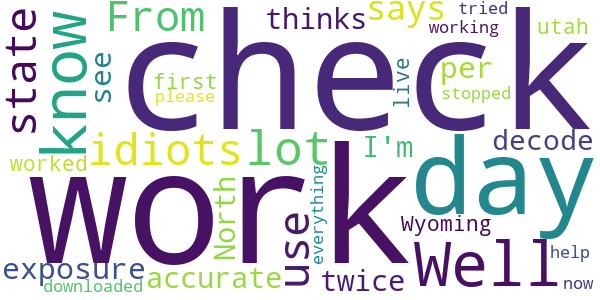 From
says
tried
thinks
working
utah
state
know
check
see
first
please
live
per
stopped
idiots
lot
I'm
day
decode
worked
work
North
everything
use
Wyoming
Well
exposure
accurate
twice
help
downloaded
now